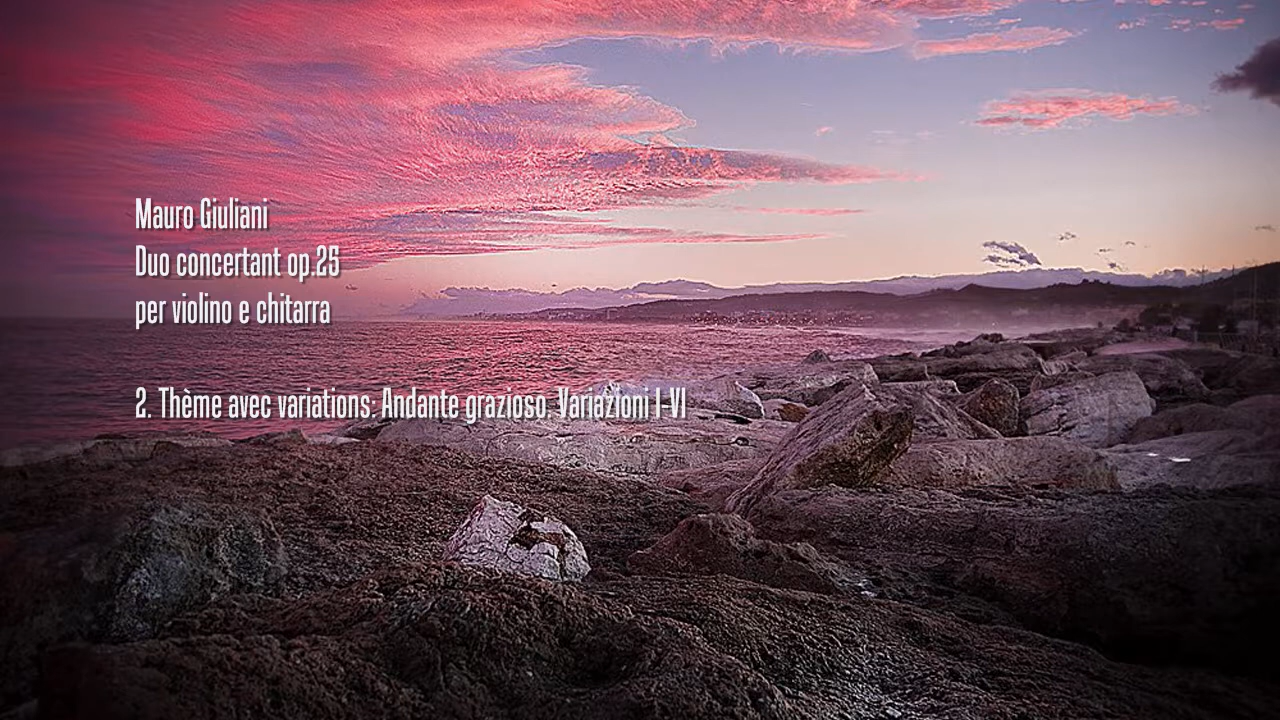 Mauro Giuliani
Duo concertant op.25
per violino e chitarra
2. Thème avec variations: Andante grazioso. Variazioni I-VI